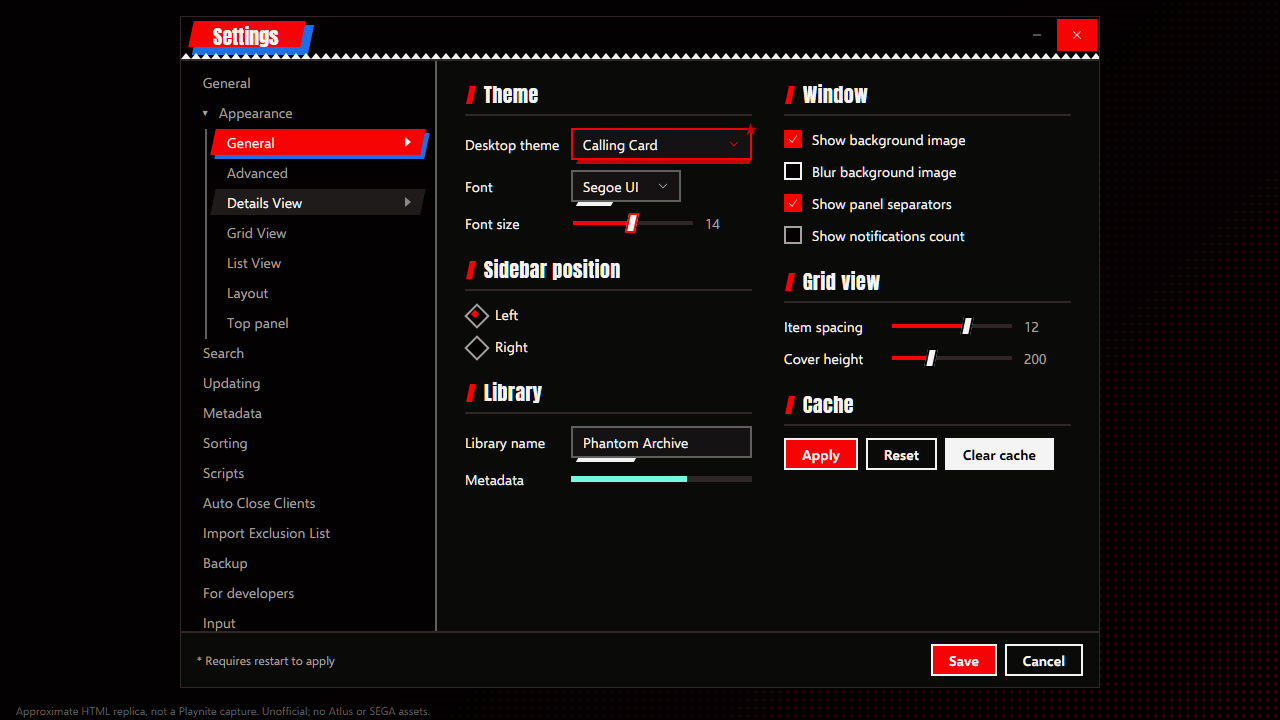 Settings
General
Appearance
General
Advanced
Details View
Grid View
List View
Layout
Top panel
Search
Updating
Metadata
Sorting
Scripts
Auto Close Clients
Import Exclusion List
Backup
For developers
Input
Theme
Desktop theme Calling Card
Font Segoe UI
Font size 14
Sidebar position
Left
Right
Library
Library name Phantom Archive
Metadata
Window
Show background image
Blur background image
Show panel separators
Show notifications count
Grid view
Item spacing 12
Cover height 200
Cache
Apply Reset Clear cache
* Requires restart to apply
Save Cancel
Approximate HTML replica, not a Playnite capture. Unofficial; no Atlus or SEGA assets.